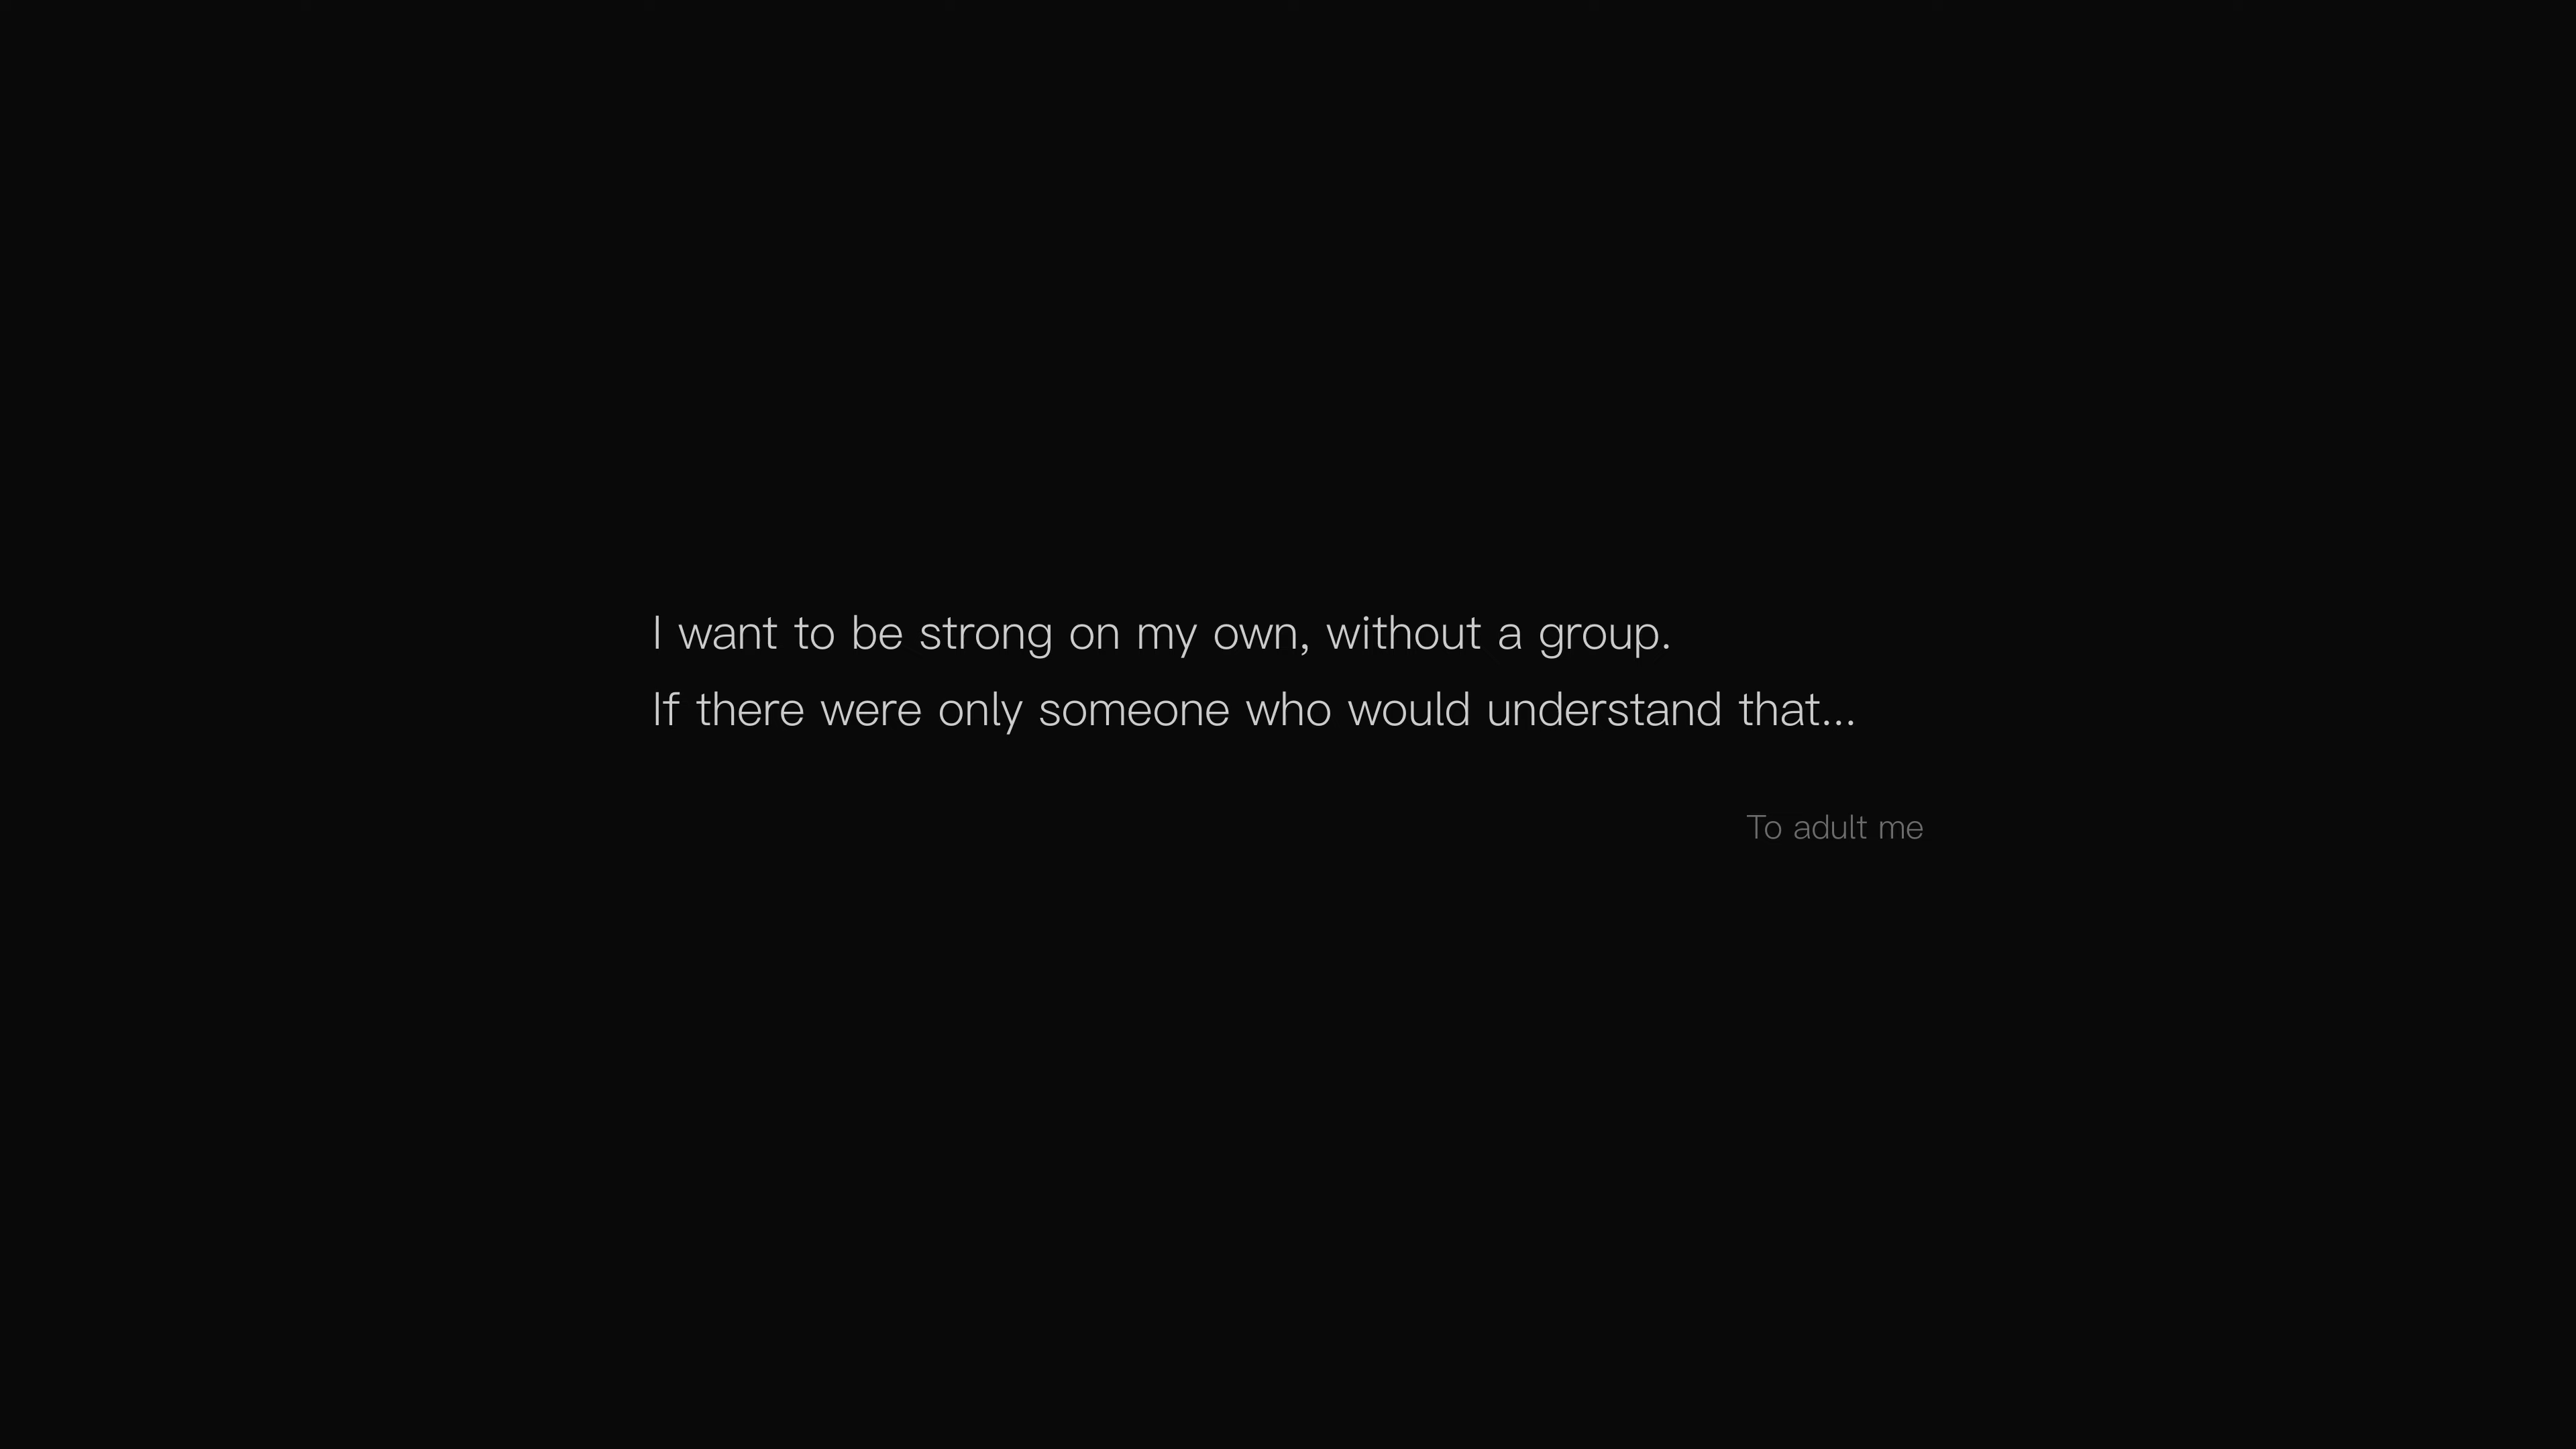 I want to be strong on my own, without a group.
If there were only someone who would understand that...
To adult me